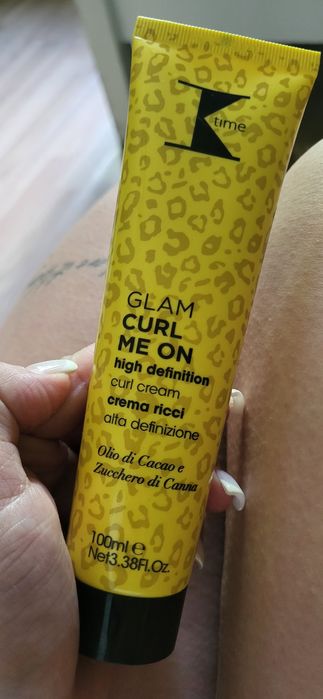 K
time
GLAM
CURL
ME ON
high definition
curl cream
crema ricci
alta definizione
Olio di Cacao e
Zucchero di Canna
100ml e
Net3.38Fl.Oz.